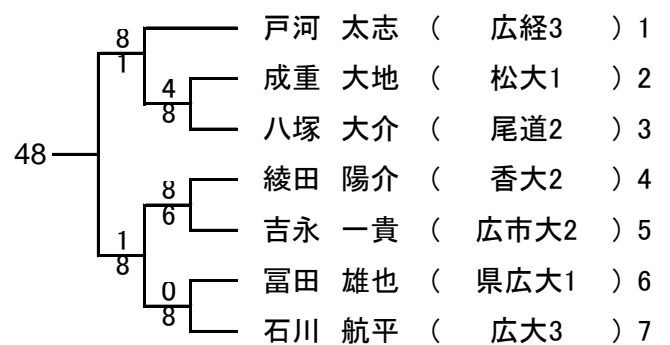 8
戸河 太志 ( 広経3 ) 1
1
4
成重 大地 ( 松大1 ) 2
8
八塚 大介 ( 尾道2 ) 3
48
8
綾田 陽介 ( 香大2 ) 4
6
吉永 一貴 ( 広市大2 ) 5
1
8
冨田 雄也 ( 県広大1 ) 6
0
8
石川 航平 ( 広大3 ) 7